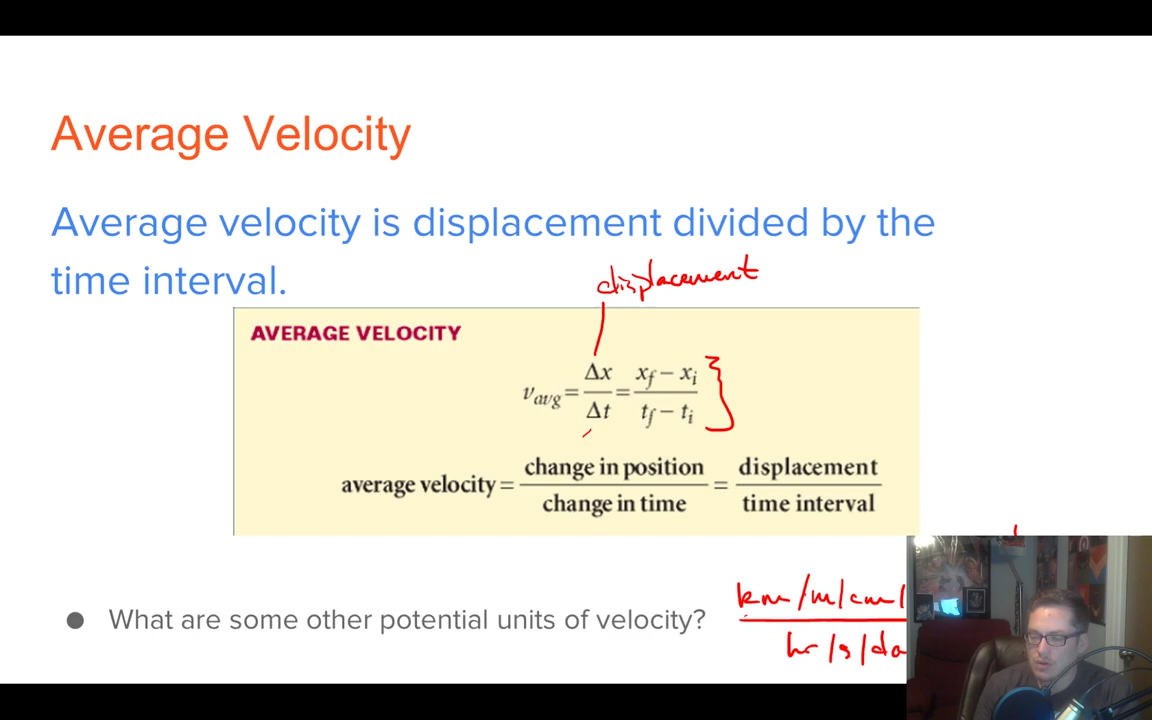 Average Velocity
Average velocity is displacement divided by the
time interval.
displacement
AVERAGE VELOCITY
v_avg = Δx/Δt = (x_f − x_i)/(t_f − t_i)
average velocity = change in position/change in time = displacement/time interval
● What are some other potential units of velocity?
km/m/cm/
hr/s/da